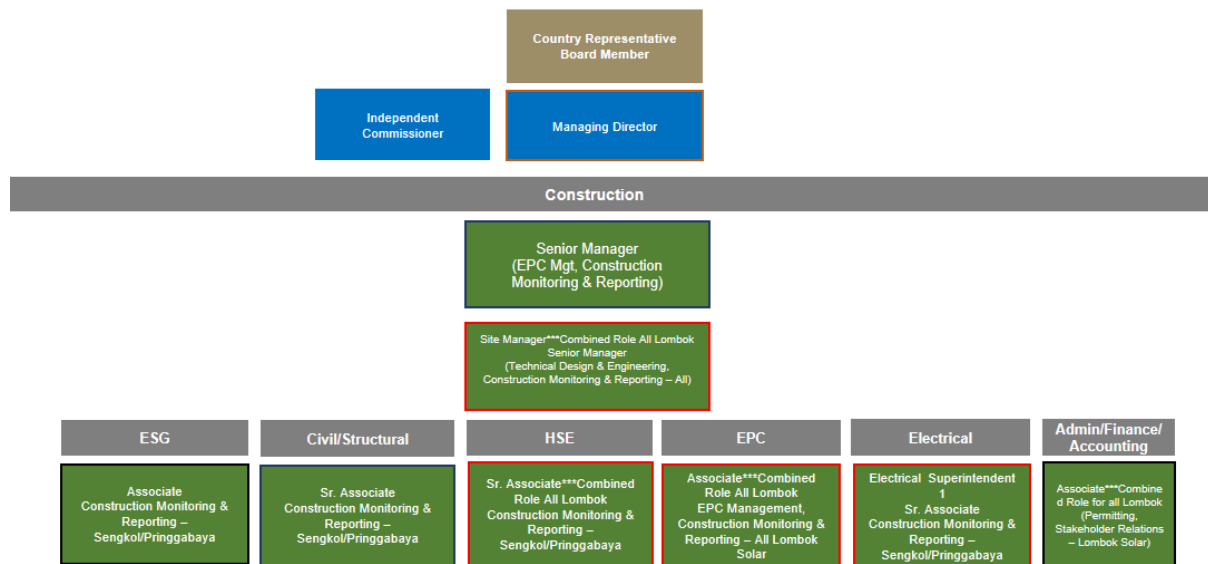 Country Representative
Board Member
Independent
Commissioner
Managing Director
Construction
Senior Manager
(EPC Mgt, Construction
Monitoring & Reporting)
Site Manager***Combined Role All Lombok
Senior Manager
(Technical Design & Engineering,
Construction Monitoring & Reporting – All)
ESG
Civil/Structural
HSE
EPC
Electrical
Admin/Finance/
Accounting
Associate
Construction Monitoring &
Reporting –
Sengkol/Pringgabaya
Sr. Associate
Construction Monitoring &
Reporting –
Sengkol/Pringgabaya
Sr. Associate***Combined
Role All Lombok
Construction Monitoring &
Reporting –
Sengkol/Pringgabaya
Associate***Combined
Role All Lombok
EPC Management,
Construction Monitoring &
Reporting – All Lombok
Solar
Electrical Superintendent
1
Sr. Associate
Construction Monitoring &
Reporting –
Sengkol/Pringgabaya
Associate***Combine
d Role for all Lombok
(Permitting,
Stakeholder Relations
– Lombok Solar)